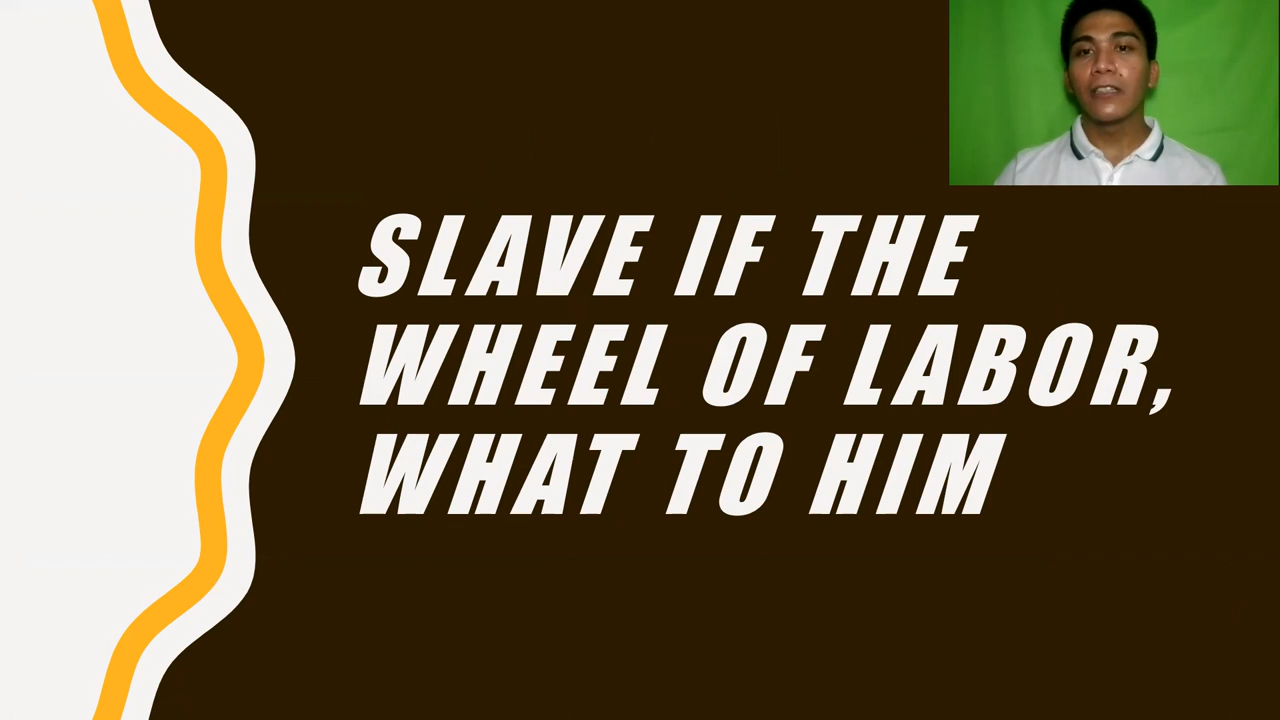 SLAVE IF THE
WHEEL OF LABOR,
WHAT TO HIM